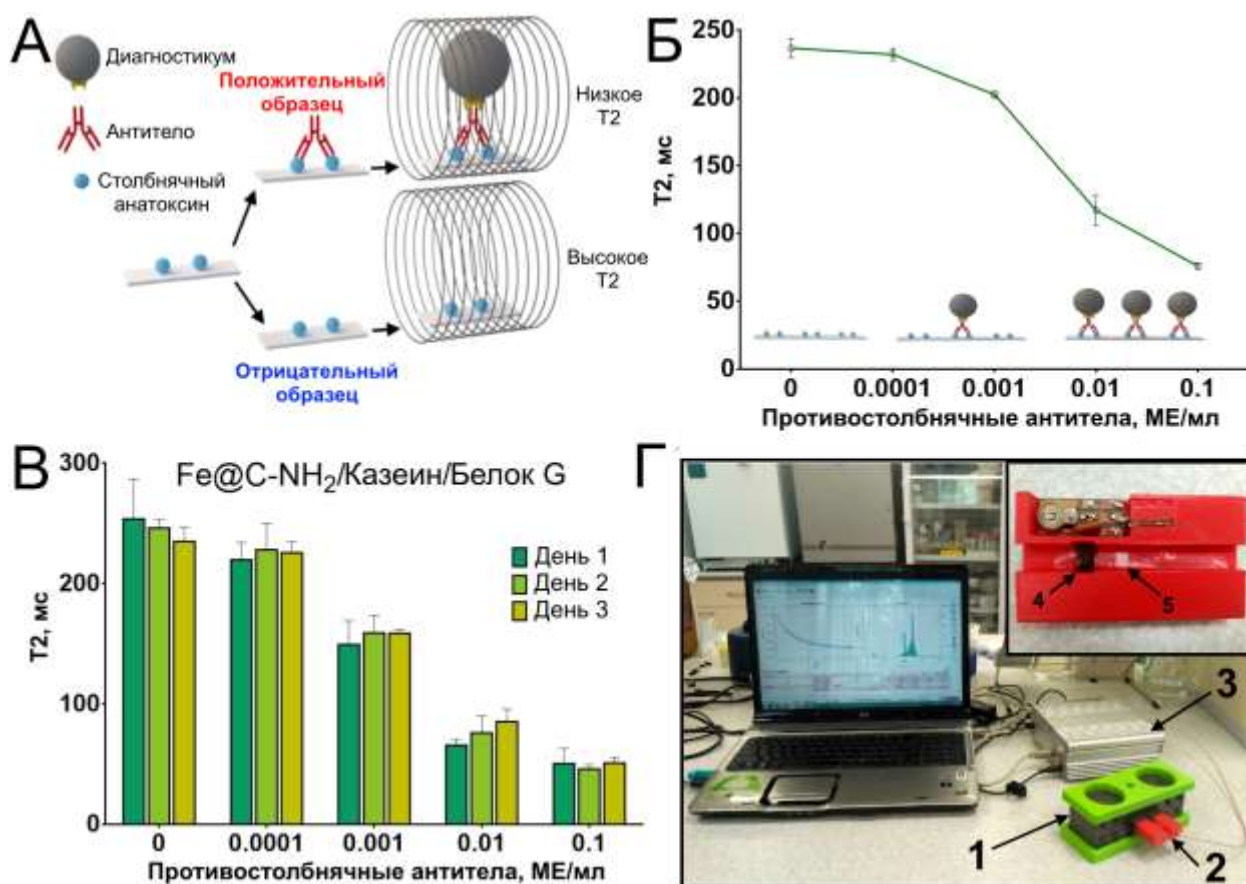 А
Диагностикум
Антитело
Столбнячный
анатоксин
Положительный
образец
Отрицательный
образец
Низкое
T2
Высокое
T2
Б
T2, мс
250
200
150
100
50
0
0 0.0001 0.001 0.01 0.1
Противостолбнячные антитела, МЕ/мл
В
Fe@C-NH₂/Казеин/Белок G
День 1
День 2
День 3
T2, мс
300
200
100
0
0 0.0001 0.001 0.01 0.1
Противостолбнячные антитела, МЕ/мл
Г
4
5
3
1
2